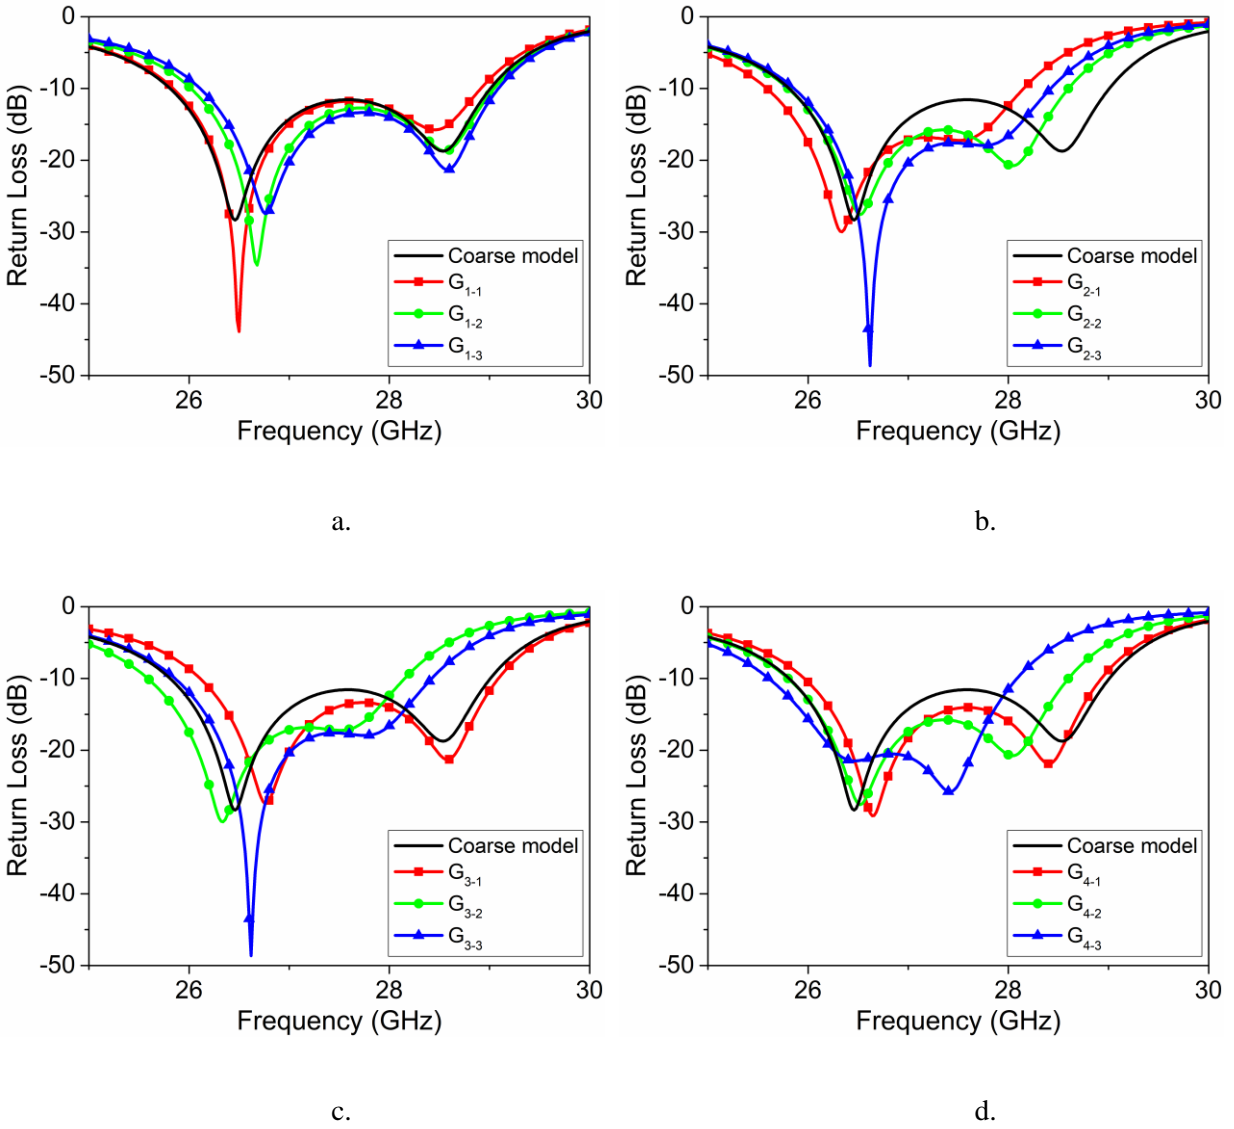 0
-10
-20
-30
-40
-50
Return Loss (dB)
26 28 30
Frequency (GHz)
Coarse model
G1-1
G1-2
G1-3
a.
0
-10
-20
-30
-40
-50
Return Loss (dB)
26 28 30
Frequency (GHz)
Coarse model
G2-1
G2-2
G2-3
b.
0
-10
-20
-30
-40
-50
Return Loss (dB)
26 28 30
Frequency (GHz)
Coarse model
G3-1
G3-2
G3-3
c.
0
-10
-20
-30
-40
-50
Return Loss (dB)
26 28 30
Frequency (GHz)
Coarse model
G4-1
G4-2
G4-3
d.